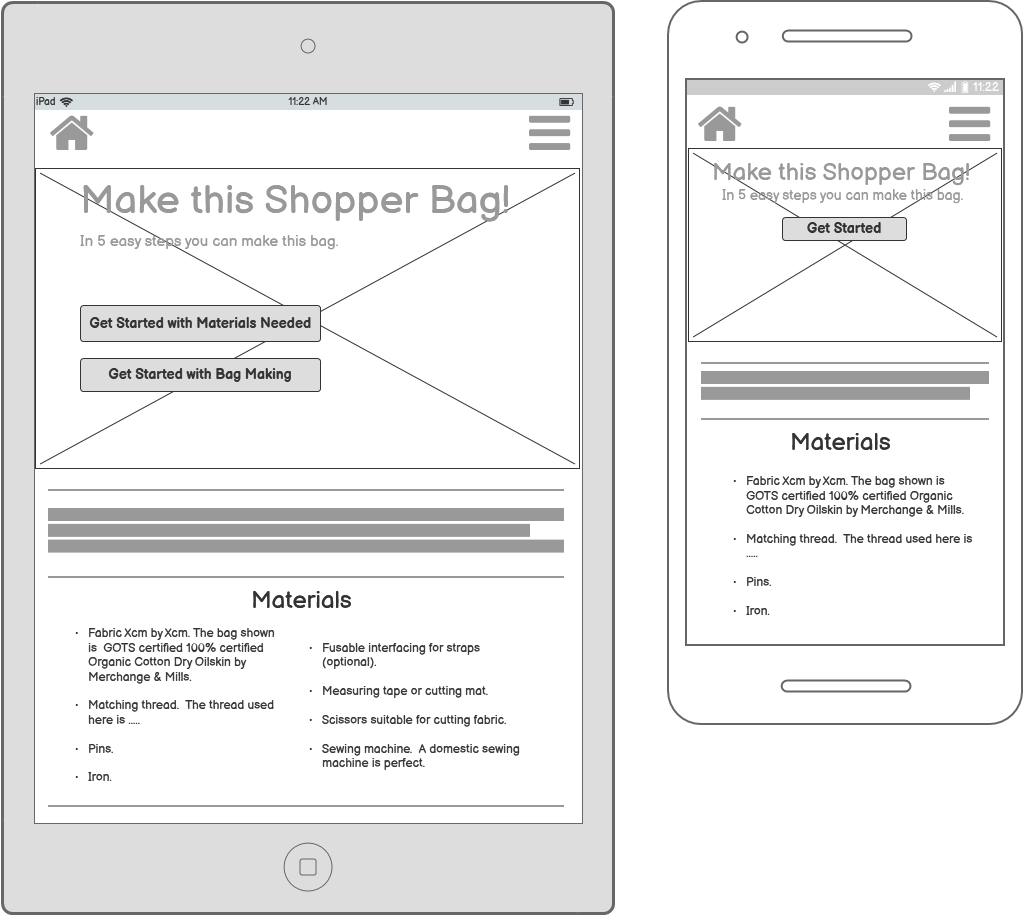 iPad 11:22 AM
Make this Shopper Bag!
In 5 easy steps you can make this bag.
Get Started with Materials Needed
Get Started with Bag Making
Materials
• Fabric Xcm by Xcm. The bag shown
is GOTS certified 100% certified
Organic Cotton Dry Oilskin by
Merchange & Mills.
• Matching thread. The thread used
here is .....
• Pins.
• Iron.
• Fusable interfacing for straps
(optional).
• Measuring tape or cutting mat.
• Scissors suitable for cutting fabric.
• Sewing machine. A domestic sewing
machine is perfect.
11:22
Make this Shopper Bag!
In 5 easy steps you can make this bag.
Get Started
Materials
• Fabric Xcm by Xcm. The bag shown is
GOTS certified 100% certified Organic
Cotton Dry Oilskin by Merchange & Mills.
• Matching thread. The thread used here is
.....
• Pins.
• Iron.